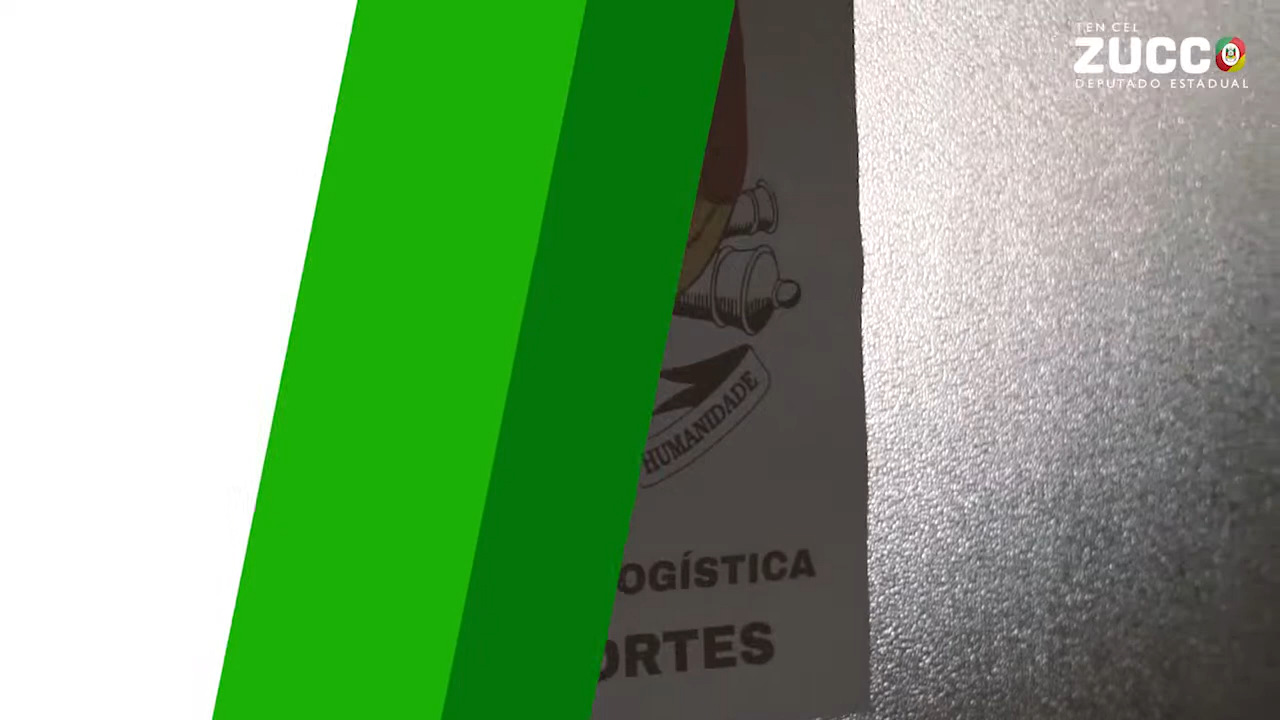 TEN CEL
ZUCCO
DEPUTADO ESTADUAL
HUMANIDADE
OGÍSTICA
ORTES